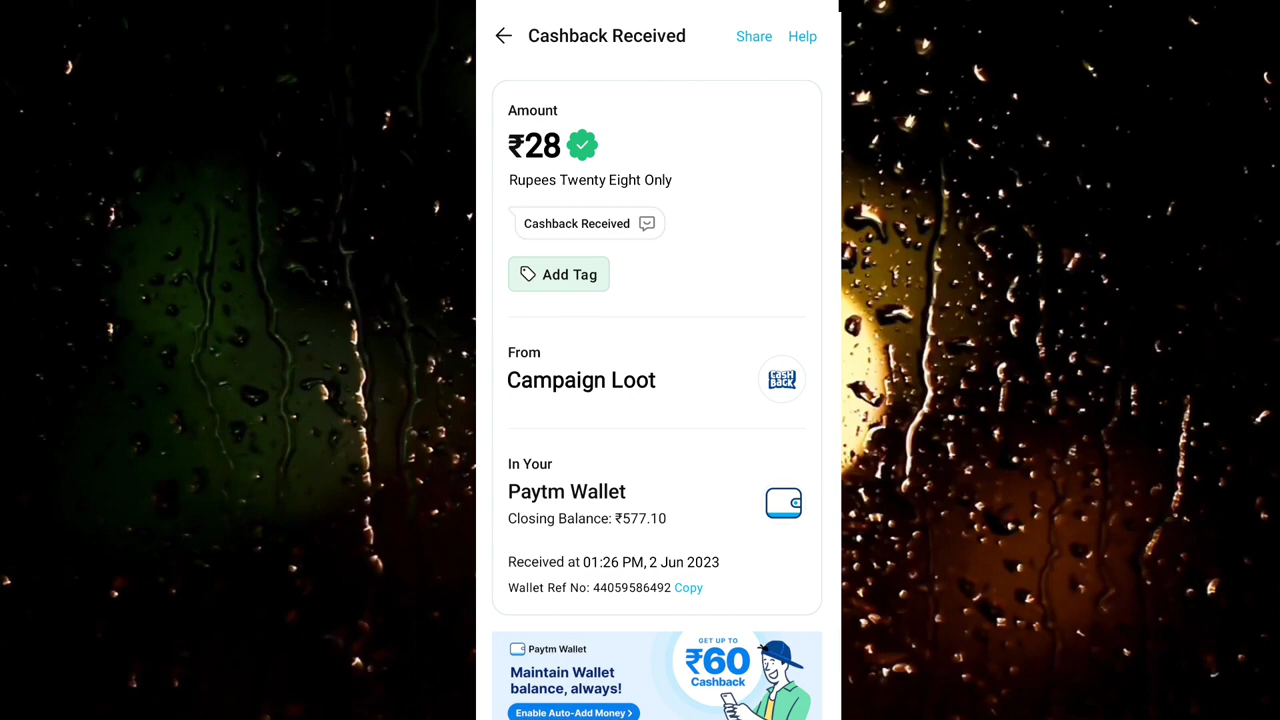 Cashback Received
Share
Help
Amount
₹28
Rupees Twenty Eight Only
Cashback Received
Add Tag
From
Campaign Loot
CASH
BACK
In Your
Paytm Wallet
Closing Balance: ₹577.10
Received at 01:26 PM, 2 Jun 2023
Wallet Ref No: 44059586492 Copy
Paytm Wallet
Maintain Wallet
balance, always!
Enable Auto-Add Money >
GET UP TO
₹60
Cashback